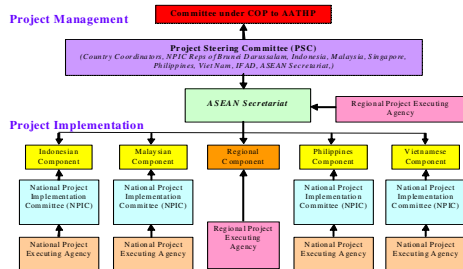 Project Management
Committee under COP to AATHP
Project Steering Committee (PSC)
(Country Coordinators, NPIC Reps of Brunei Darussalam, Indonesia, Malaysia, Singapore,
Philippines, Viet Nam, IFAD, ASEAN Secretariat,)
ASEAN Secretariat
Regional Project Executing
Agency
Project Implementation
Indonesian
Component
Malaysian
Component
Regional
Component
Philippines
Component
Vietnamese
Component
National Project
Implementation
Committee (NPIC)
National Project
Implementation
Committee (NPIC)
National Project
Implementation
Committee (NPIC)
National Project
Implementation
Committee (NPIC)
National Project
Executing Agency
National Project
Executing Agency
Regional Project
Executing
Agency
National Project
Executing Agency
National Project
Executing Agency